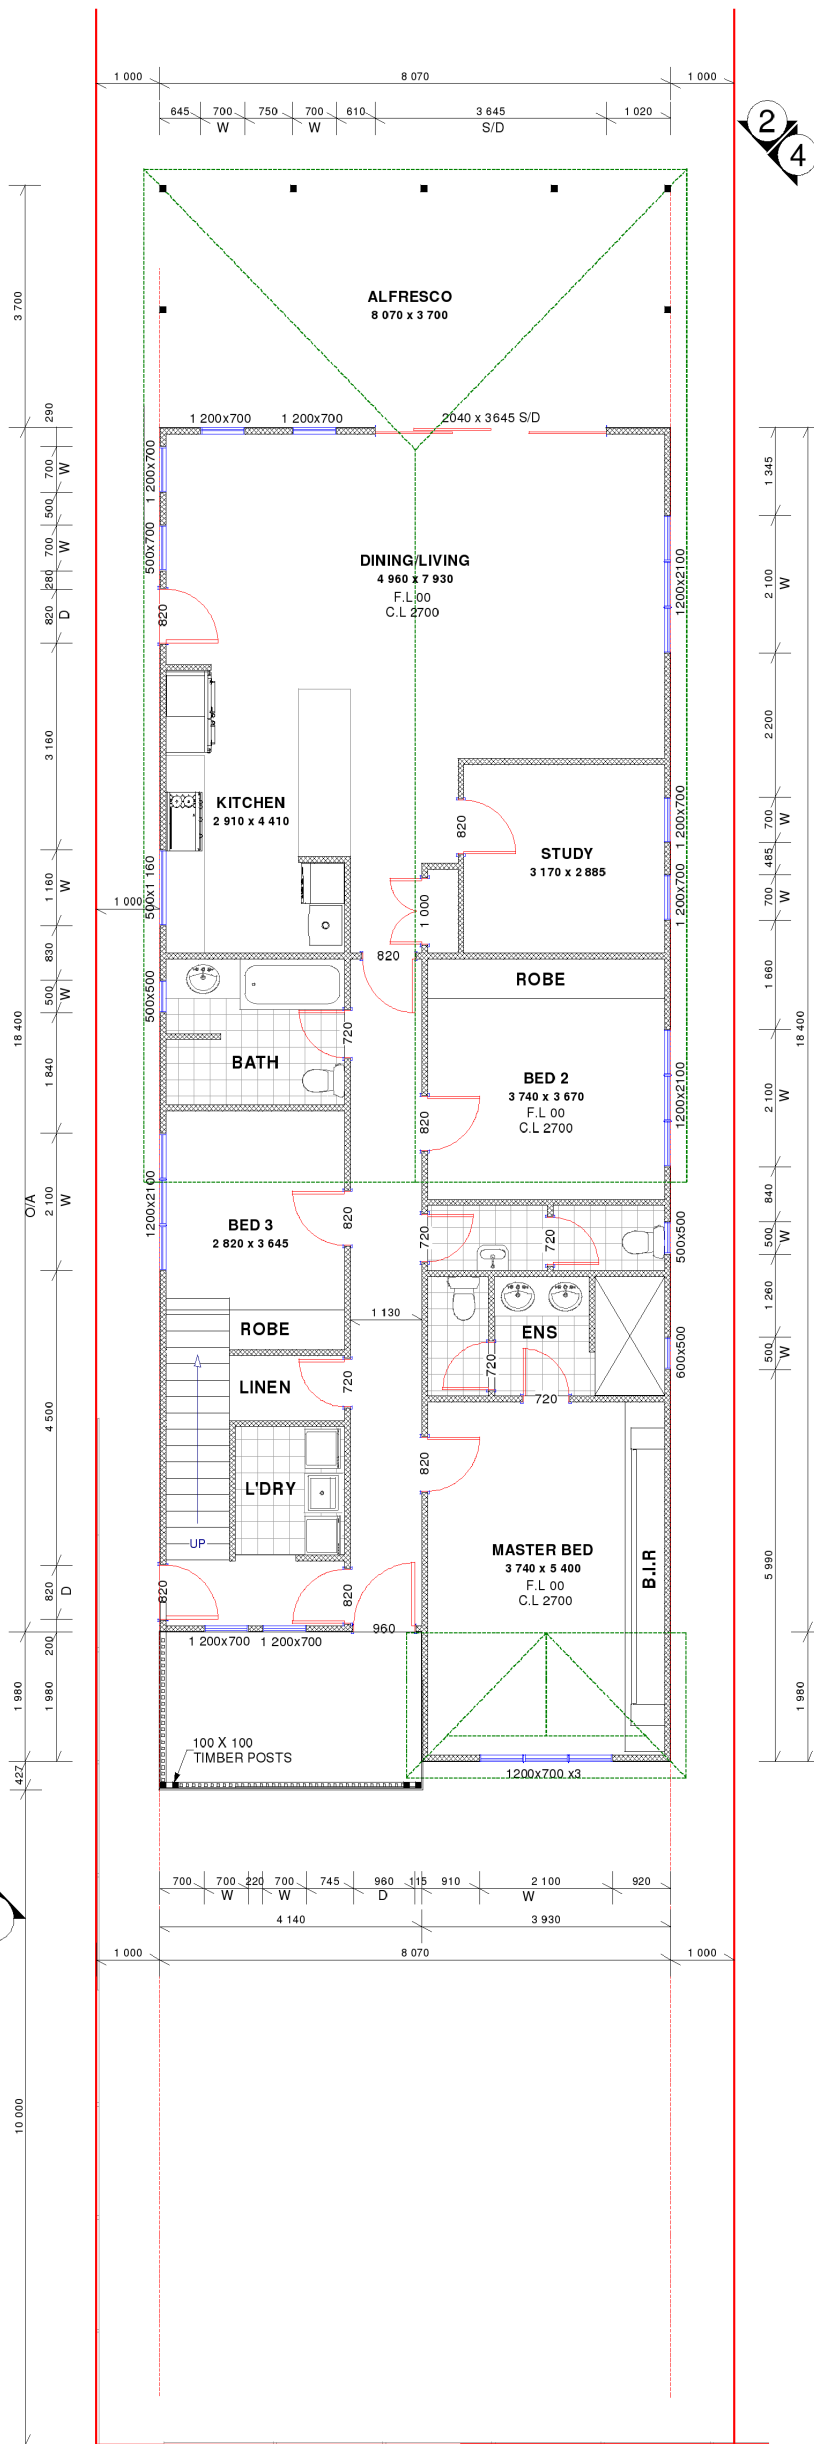 1 000
8 070
1 000
645
700
750
700
610
3 645
1 020
W
W
S/D
2
4
3 700
ALFRESCO
8 070 x 3 700
290
1 200x700
1 200x700
2040 x 3645 S/D
700
W
500
700
W
280
820
D
3 160
1 160
W
830
500
W
1 840
2 100
W
4 500
820
D
200
1 980
18 400
O/A
1 980
427
10 000
1 200x700
500x700
820
DINING/LIVING
4 960 x 7 930
F.L 00
C.L 2700
1200x2100
1 345
2 100
W
2 200
700
W
485
700
W
1 660
2 100
W
840
500
W
1 260
500
W
5 990
18 400
1 980
KITCHEN
2 910 x 4 410
820
STUDY
3 170 x 2 885
1 200x700
1 200x700
500x1 160
1 000
1 000
820
ROBE
500x500
720
BATH
BED 2
3 740 x 3 670
F.L 00
C.L 2700
820
1200x2100
1200x2100
BED 3
2 820 x 3 645
820
720
720
500x500
1 130
ROBE
ENS
720
600x500
LINEN
720
720
820
L'DRY
UP
MASTER BED
3 740 x 5 400
F.L 00
C.L 2700
B.I.R
820
820
960
1 200x700
1 200x700
100 X 100
TIMBER POSTS
1200x700 x3
700
700
220
700
745
960
115
910
2 100
920
W
W
D
W
4 140
3 930
1 000
8 070
1 000